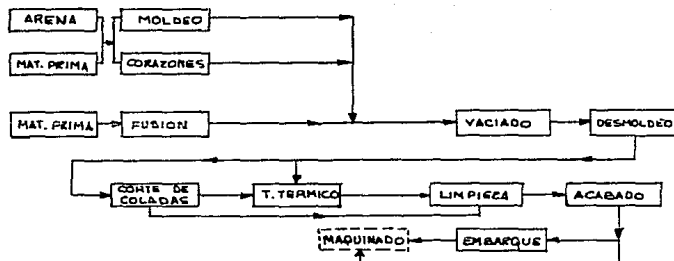 ARENA
MOLDEO
MAT. PRIMA
CORAZONES
MAT. PRIMA
FUSION
VACIADO
DESMOLDEO
CORTE DE
COLADAS
T. TERMICO
LIMPIEZA
ACABADO
MAQUINADO
EMBARQUE